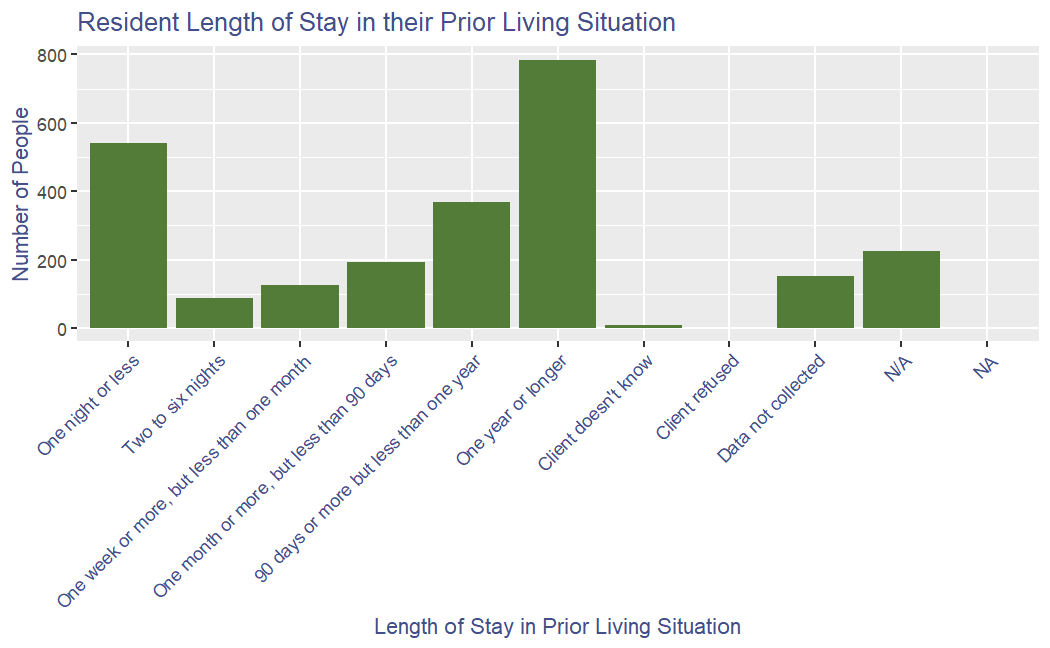 Resident Length of Stay in their Prior Living Situation
Number of People
800
600
400
200
0
One night or less
Two to six nights
One week or more, but less than one month
One month or more, but less than 90 days
90 days or more but less than one year
One year or longer
Client doesn't know
Client refused
Data not collected
N/A
NA
Length of Stay in Prior Living Situation